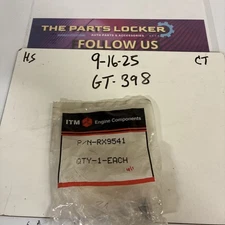 THE PARTS LOCKER
FOLLOW US
HS 9-16-25 CT
GT-398
ITM Engine Components
P/N-RX9541
QTY-1-EACH